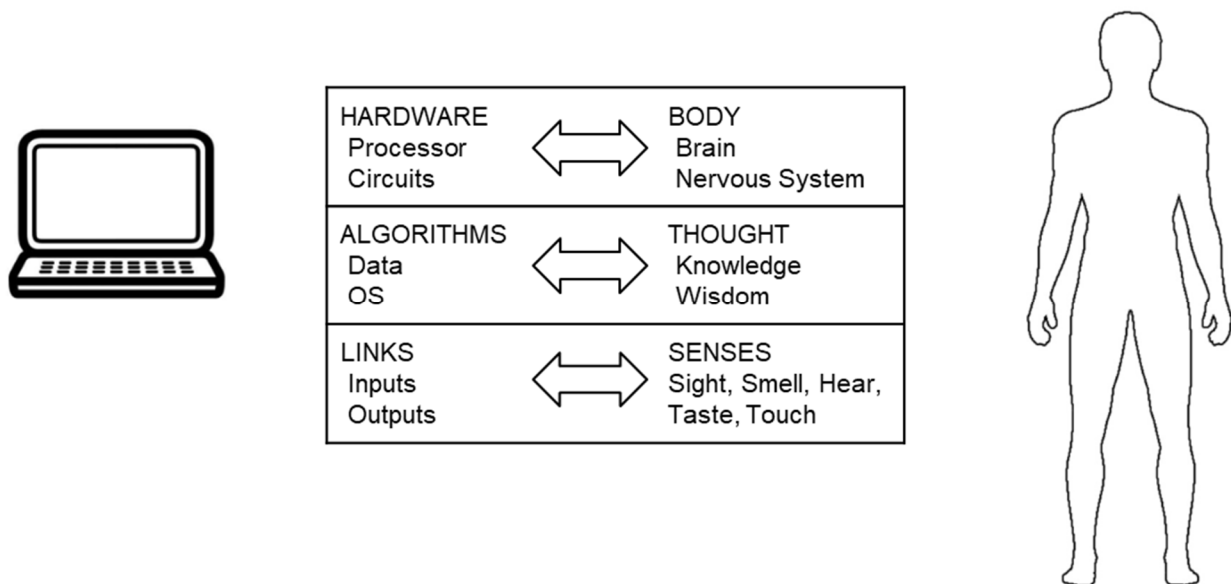 HARDWARE
Processor
Circuits
BODY
Brain
Nervous System
ALGORITHMS
Data
OS
THOUGHT
Knowledge
Wisdom
LINKS
Inputs
Outputs
SENSES
Sight, Smell, Hear,
Taste, Touch